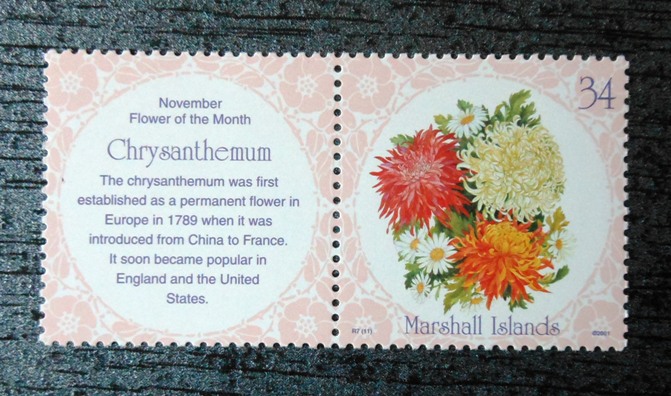 November
Flower of the Month
Chrysanthemum
The chrysanthemum was first
established as a permanent flower in
Europe in 1789 when it was
introduced from China to France.
It soon became popular in
England and the United
States.
34
Marshall Islands